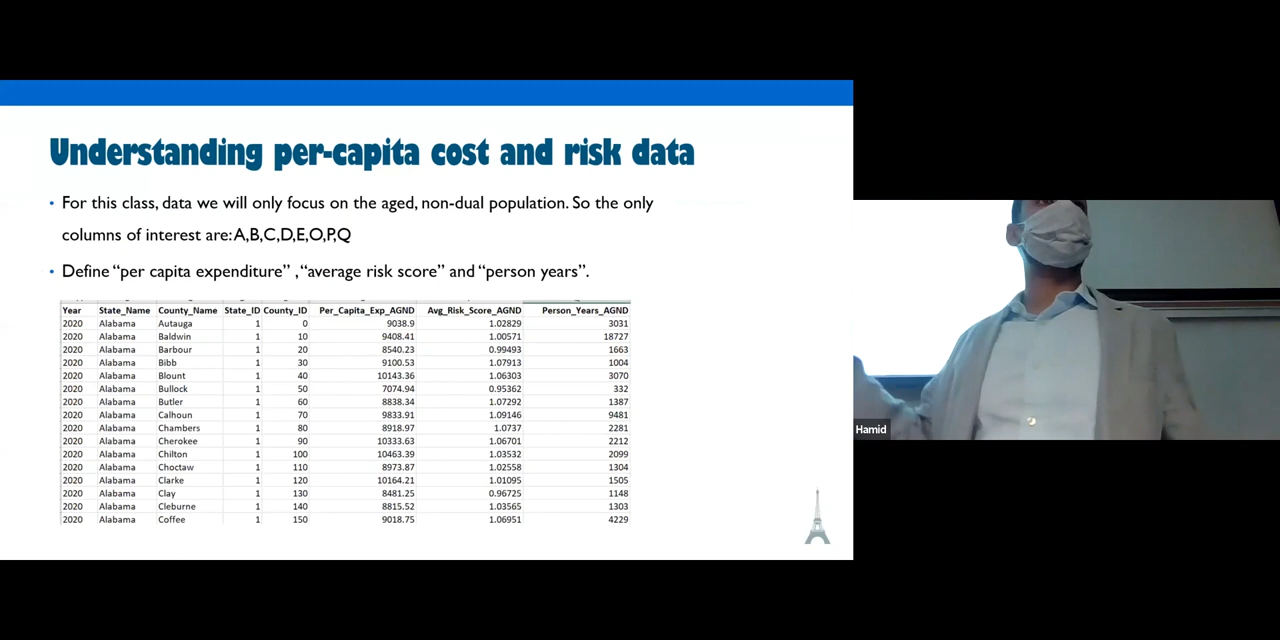 Understanding per-capita cost and risk data
• For this class, data we will only focus on the aged, non-dual population. So the only
columns of interest are: A,B,C,D,E,O,P,Q
• Define “per capita expenditure” , “average risk score” and “person years”.
Year State_Name County_Name State_ID County_ID Per_Capita_Exp_AGND Avg_Risk_Score_AGND Person_Years_AGND
2020 Alabama Autauga 1 0 9038.9 1.02829 3031
2020 Alabama Baldwin 1 10 9408.41 1.00571 18727
2020 Alabama Barbour 1 20 8540.23 0.99493 1663
2020 Alabama Bibb 1 30 9100.53 1.07913 1004
2020 Alabama Blount 1 40 10143.36 1.06303 3070
2020 Alabama Bullock 1 50 7074.94 0.95362 332
2020 Alabama Butler 1 60 8838.34 1.07292 1387
2020 Alabama Calhoun 1 70 9833.91 1.09146 9481
2020 Alabama Chambers 1 80 8918.97 1.0737 2281
2020 Alabama Cherokee 1 90 10333.63 1.06701 2212
2020 Alabama Chilton 1 100 10463.39 1.03532 2099
2020 Alabama Choctaw 1 110 8973.87 1.02558 1304
2020 Alabama Clarke 1 120 10164.21 1.01095 1505
2020 Alabama Clay 1 130 8481.25 0.96725 1148
2020 Alabama Cleburne 1 140 8815.52 1.03565 1303
2020 Alabama Coffee 1 150 9018.75 1.06951 4229
Hamid